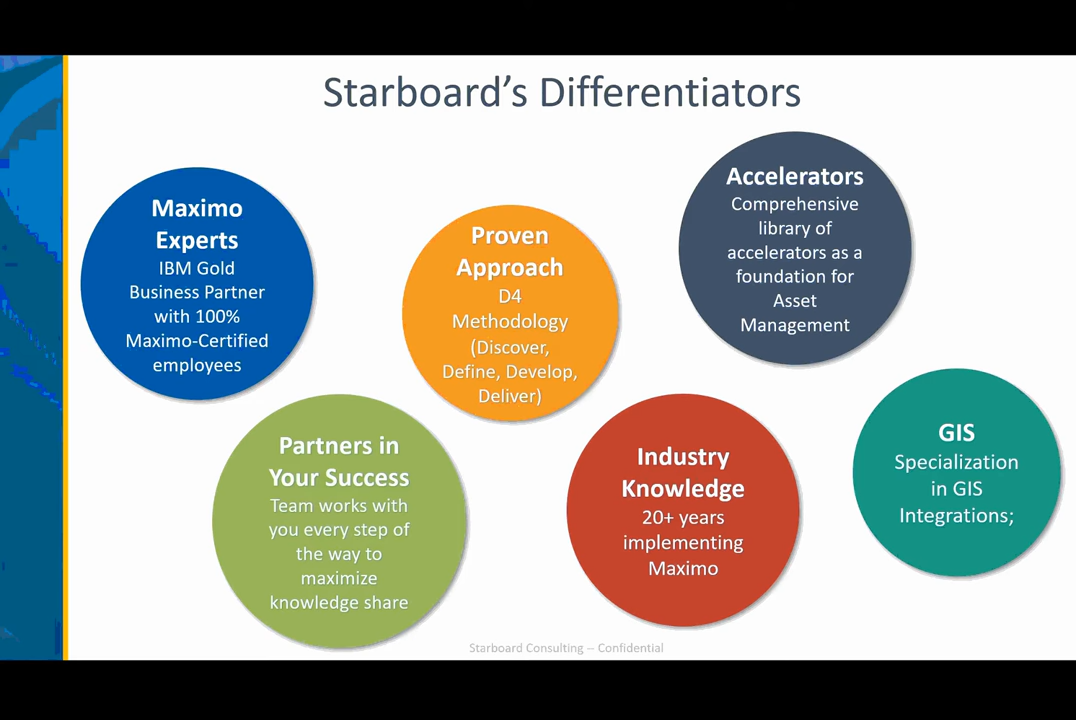 Starboard's Differentiators
Maximo
Experts
IBM Gold
Business Partner
with 100%
Maximo-Certified
employees
Partners in
Your Success
Team works with
you every step of
the way to
maximize
knowledge share
Proven
Approach
D4
Methodology
(Discover,
Define, Develop,
Deliver)
Industry
Knowledge
20+ years
implementing
Maximo
Accelerators
Comprehensive
library of
accelerators as a
foundation for
Asset
Management
GIS
Specialization
in GIS
Integrations;
Starboard Consulting – Confidential